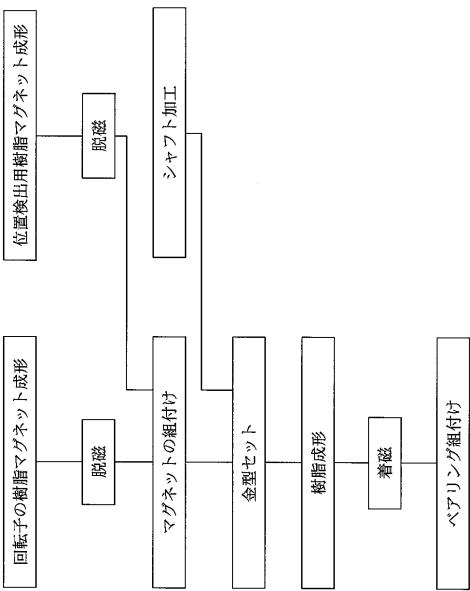 回転子の樹脂マグネット成形
位置検出用樹脂マグネット成形
脱磁
脱磁
マグネットの組付け
シャフト加工
金型セット
樹脂成形
着磁
ベアリング組付け